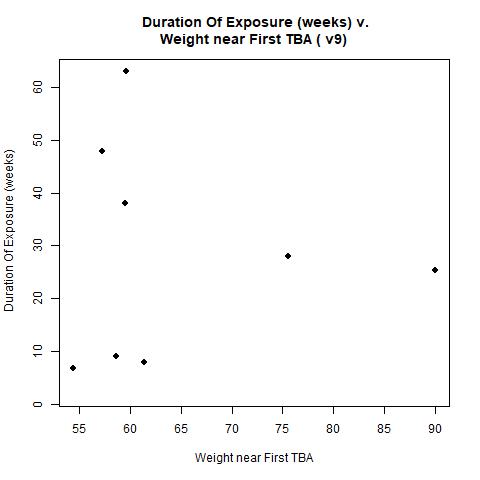 Duration Of Exposure (weeks) v.
Weight near First TBA ( v9)
Duration Of Exposure (weeks)
60
50
40
30
20
10
0
55 60 65 70 75 80 85 90
Weight near First TBA